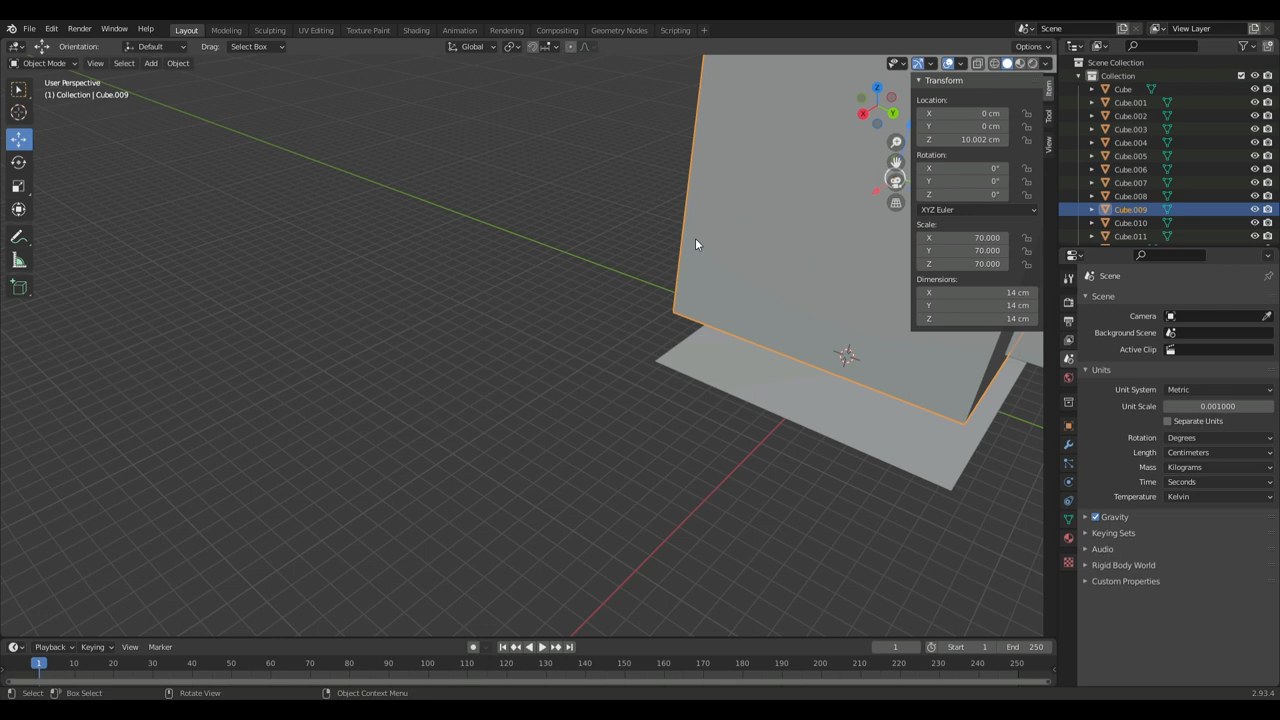 File Edit Render Window Help Layout Modeling Sculpting UV Editing Texture Paint Shading Animation Rendering Compositing Geometry Nodes Scripting Scene View Layer
Orientation: Default Drag: Select Box Global Options
Object Mode View Select Add Object
User Perspective
(1) Collection | Cube.009
Transform
Location:
X 0 cm
Y 0 cm
Z 10.002 cm
Rotation:
X 0°
Y 0°
Z 0°
XYZ Euler
Scale:
X 70.000
Y 70.000
Z 70.000
Dimensions:
X 14 cm
Y 14 cm
Z 14 cm
Item
Tool
View
X
Y
Z
Scene Collection
Collection
Cube
Cube.001
Cube.002
Cube.003
Cube.004
Cube.005
Cube.006
Cube.007
Cube.008
Cube.009
Cube.010
Cube.011
Scene
Scene
Camera
Background Scene
Active Clip
Units
Unit System Metric
Unit Scale 0.001000
Separate Units
Rotation Degrees
Length Centimeters
Mass Kilograms
Time Seconds
Temperature Kelvin
Gravity
Keying Sets
Audio
Rigid Body World
Custom Properties
Playback Keying View Marker 1 Start 1 End 250
1 10 20 30 40 50 60 70 80 90 100 110 120 130 140 150 160 170 180 190 200 210 220 230 240 250
Select Box Select Rotate View Object Context Menu 2.93.4